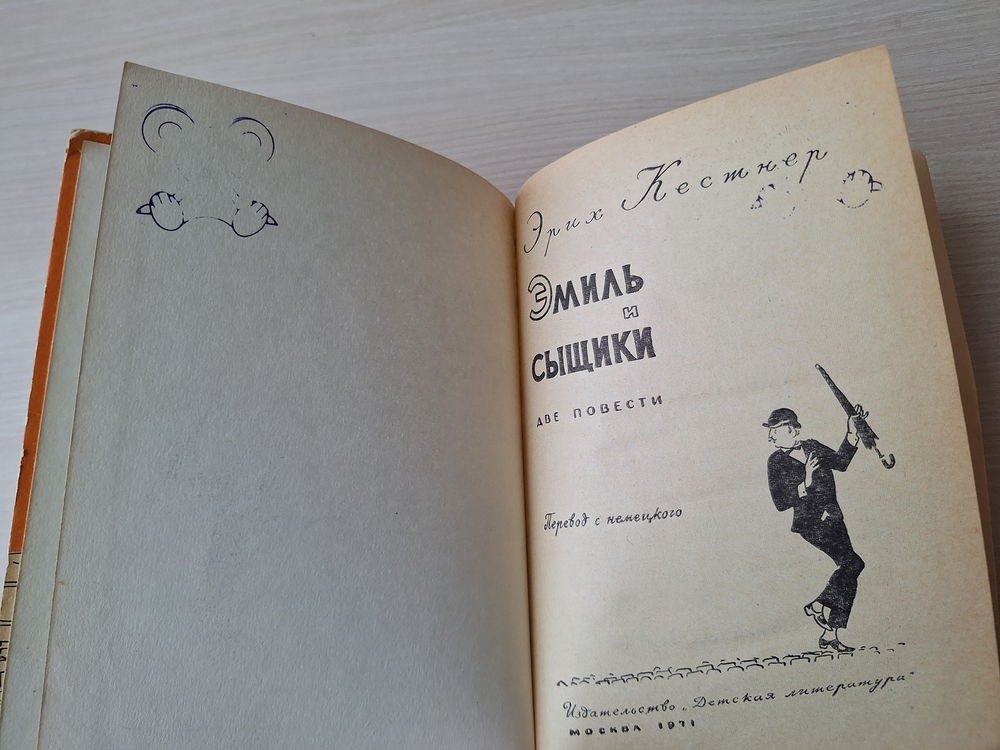 Эрих Кестнер
ЭМИЛЬ
И
СЫЩИКИ
ДВЕ ПОВЕСТИ
Перевод с немецкого
Издательство „Детская литература"
МОСКВА 1971